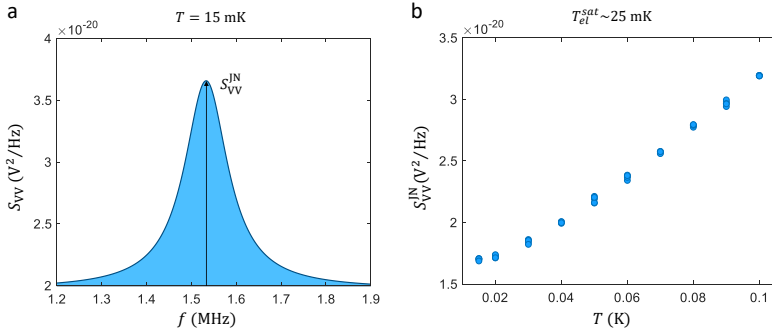 a
T = 15 mK
×10⁻²⁰
4
3.5
3
2.5
2
S_VV (V²/Hz)
S_VV^JN
1.2 1.3 1.4 1.5 1.6 1.7 1.8 1.9
f (MHz)
b
T_el^sat~25 mK
×10⁻²⁰
3.5
3
2.5
2
1.5
S_VV^JN(V²/Hz)
0.02 0.04 0.06 0.08 0.1
T (K)